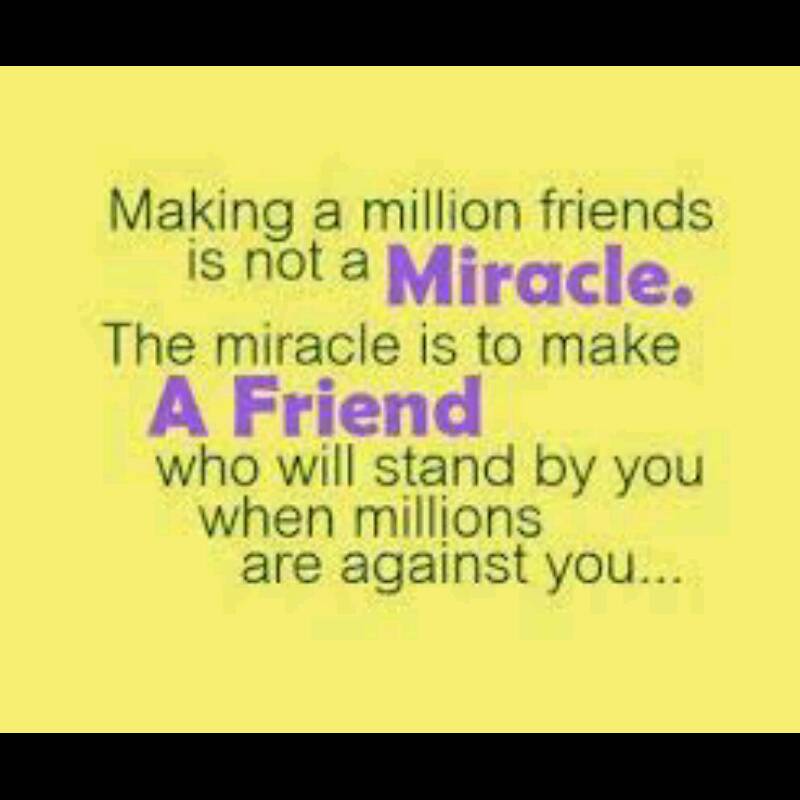 Making a million friends
is not a Miracle.
The miracle is to make
A Friend
who will stand by you
when millions
are against you...